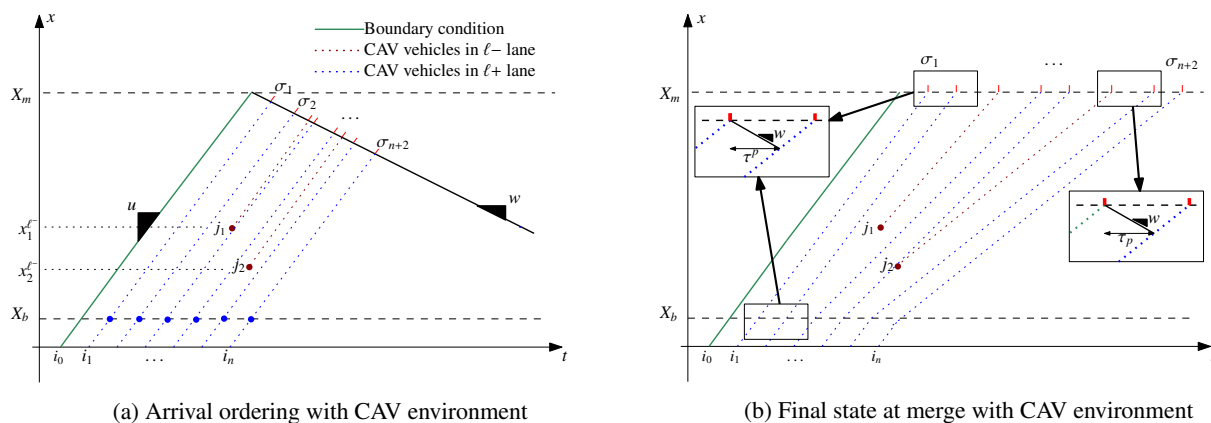 x
Boundary condition
CAV vehicles in ℓ− lane
CAV vehicles in ℓ+ lane
X_m
σ_1
σ_2
...
σ_{n+2}
u
w
x_1^{ℓ^-}
j_1
x_2^{ℓ^-}
j_2
X_b
i_0 i_1 ... i_n t
(a) Arrival ordering with CAV environment
x
σ_1 ... σ_{n+2}
X_m
w
τ^p
w
τ_p
j_1
j_2
X_b
i_0 i_1 ... i_n
(b) Final state at merge with CAV environment